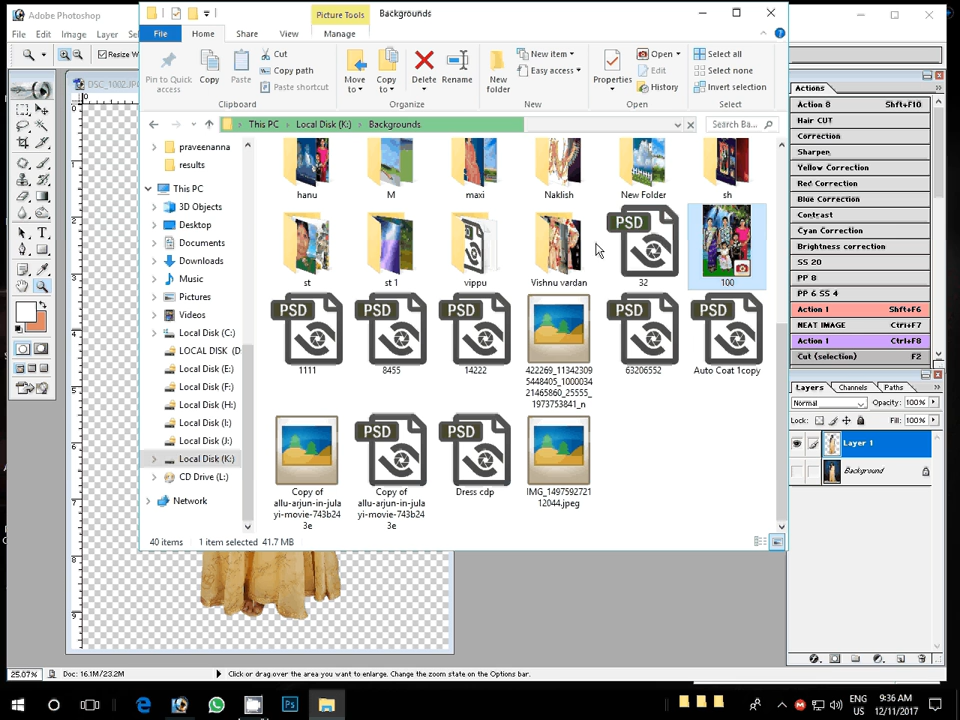 Adobe Photoshop
File Edit Image Layer
Resize W
DSC_1002.JPG
Picture Tools
Backgrounds
File Home Share View Manage
Pin to Quick access
Copy
Paste
Cut
Copy path
Paste shortcut
Clipboard
Move to
Copy to
Delete
Rename
Organize
New folder
New item
Easy access
New
Properties
Open
Edit
History
Open
Select all
Select none
Invert selection
Select
This PC > Local Disk (K:) > Backgrounds
Search Ba...
praveenanna
results
This PC
3D Objects
Desktop
Documents
Downloads
Music
Pictures
Videos
Local Disk (C:)
LOCAL DISK (D
Local Disk (E:)
Local Disk (F:)
Local Disk (H:)
Local Disk (I:)
Local Disk (J:)
Local Disk (K:)
CD Drive (L:)
Network
hanu M maxi Naklish New Folder sh
PSD
st st 1 vippu Vishnu vardan 32 100
PSD PSD PSD PSD PSD
1111 8455 14222 422269_11342309 63206552 Auto Coat 1copy
5448405_1000034
21465860_25555_
1973753841_n
PSD PSD
Copy of Copy of Dress cdp IMG_1497592721
allu-arjun-in-jula allu-arjun-in-jula 12044.jpeg
yi-movie-743b24 yi-movie-743b24
3e 3e
40 items 1 item selected 41.7 MB
Actions
Action 8 Shft+F10
Hair CUT
Correction
Sharpen
Yellow Correction
Red Correction
Blue Correction
Contrast
Cyan Correction
Brightness correction
SS 20
PP 8
PP 6 SS 4
Action 1 Shft+F6
NEAT IMAGE Ctrl+F7
Action 1 Ctrl+F8
Cut (selection) F2
Layers Channels Paths
Normal Opacity: 100%
Lock: Fill: 100%
Layer 1
Background
25.07% Doc: 16.1M/23.2M Click or drag over the area you want to enlarge. Change the zoom state on the Options bar.
ENG
US
9:36 AM
12/11/2017